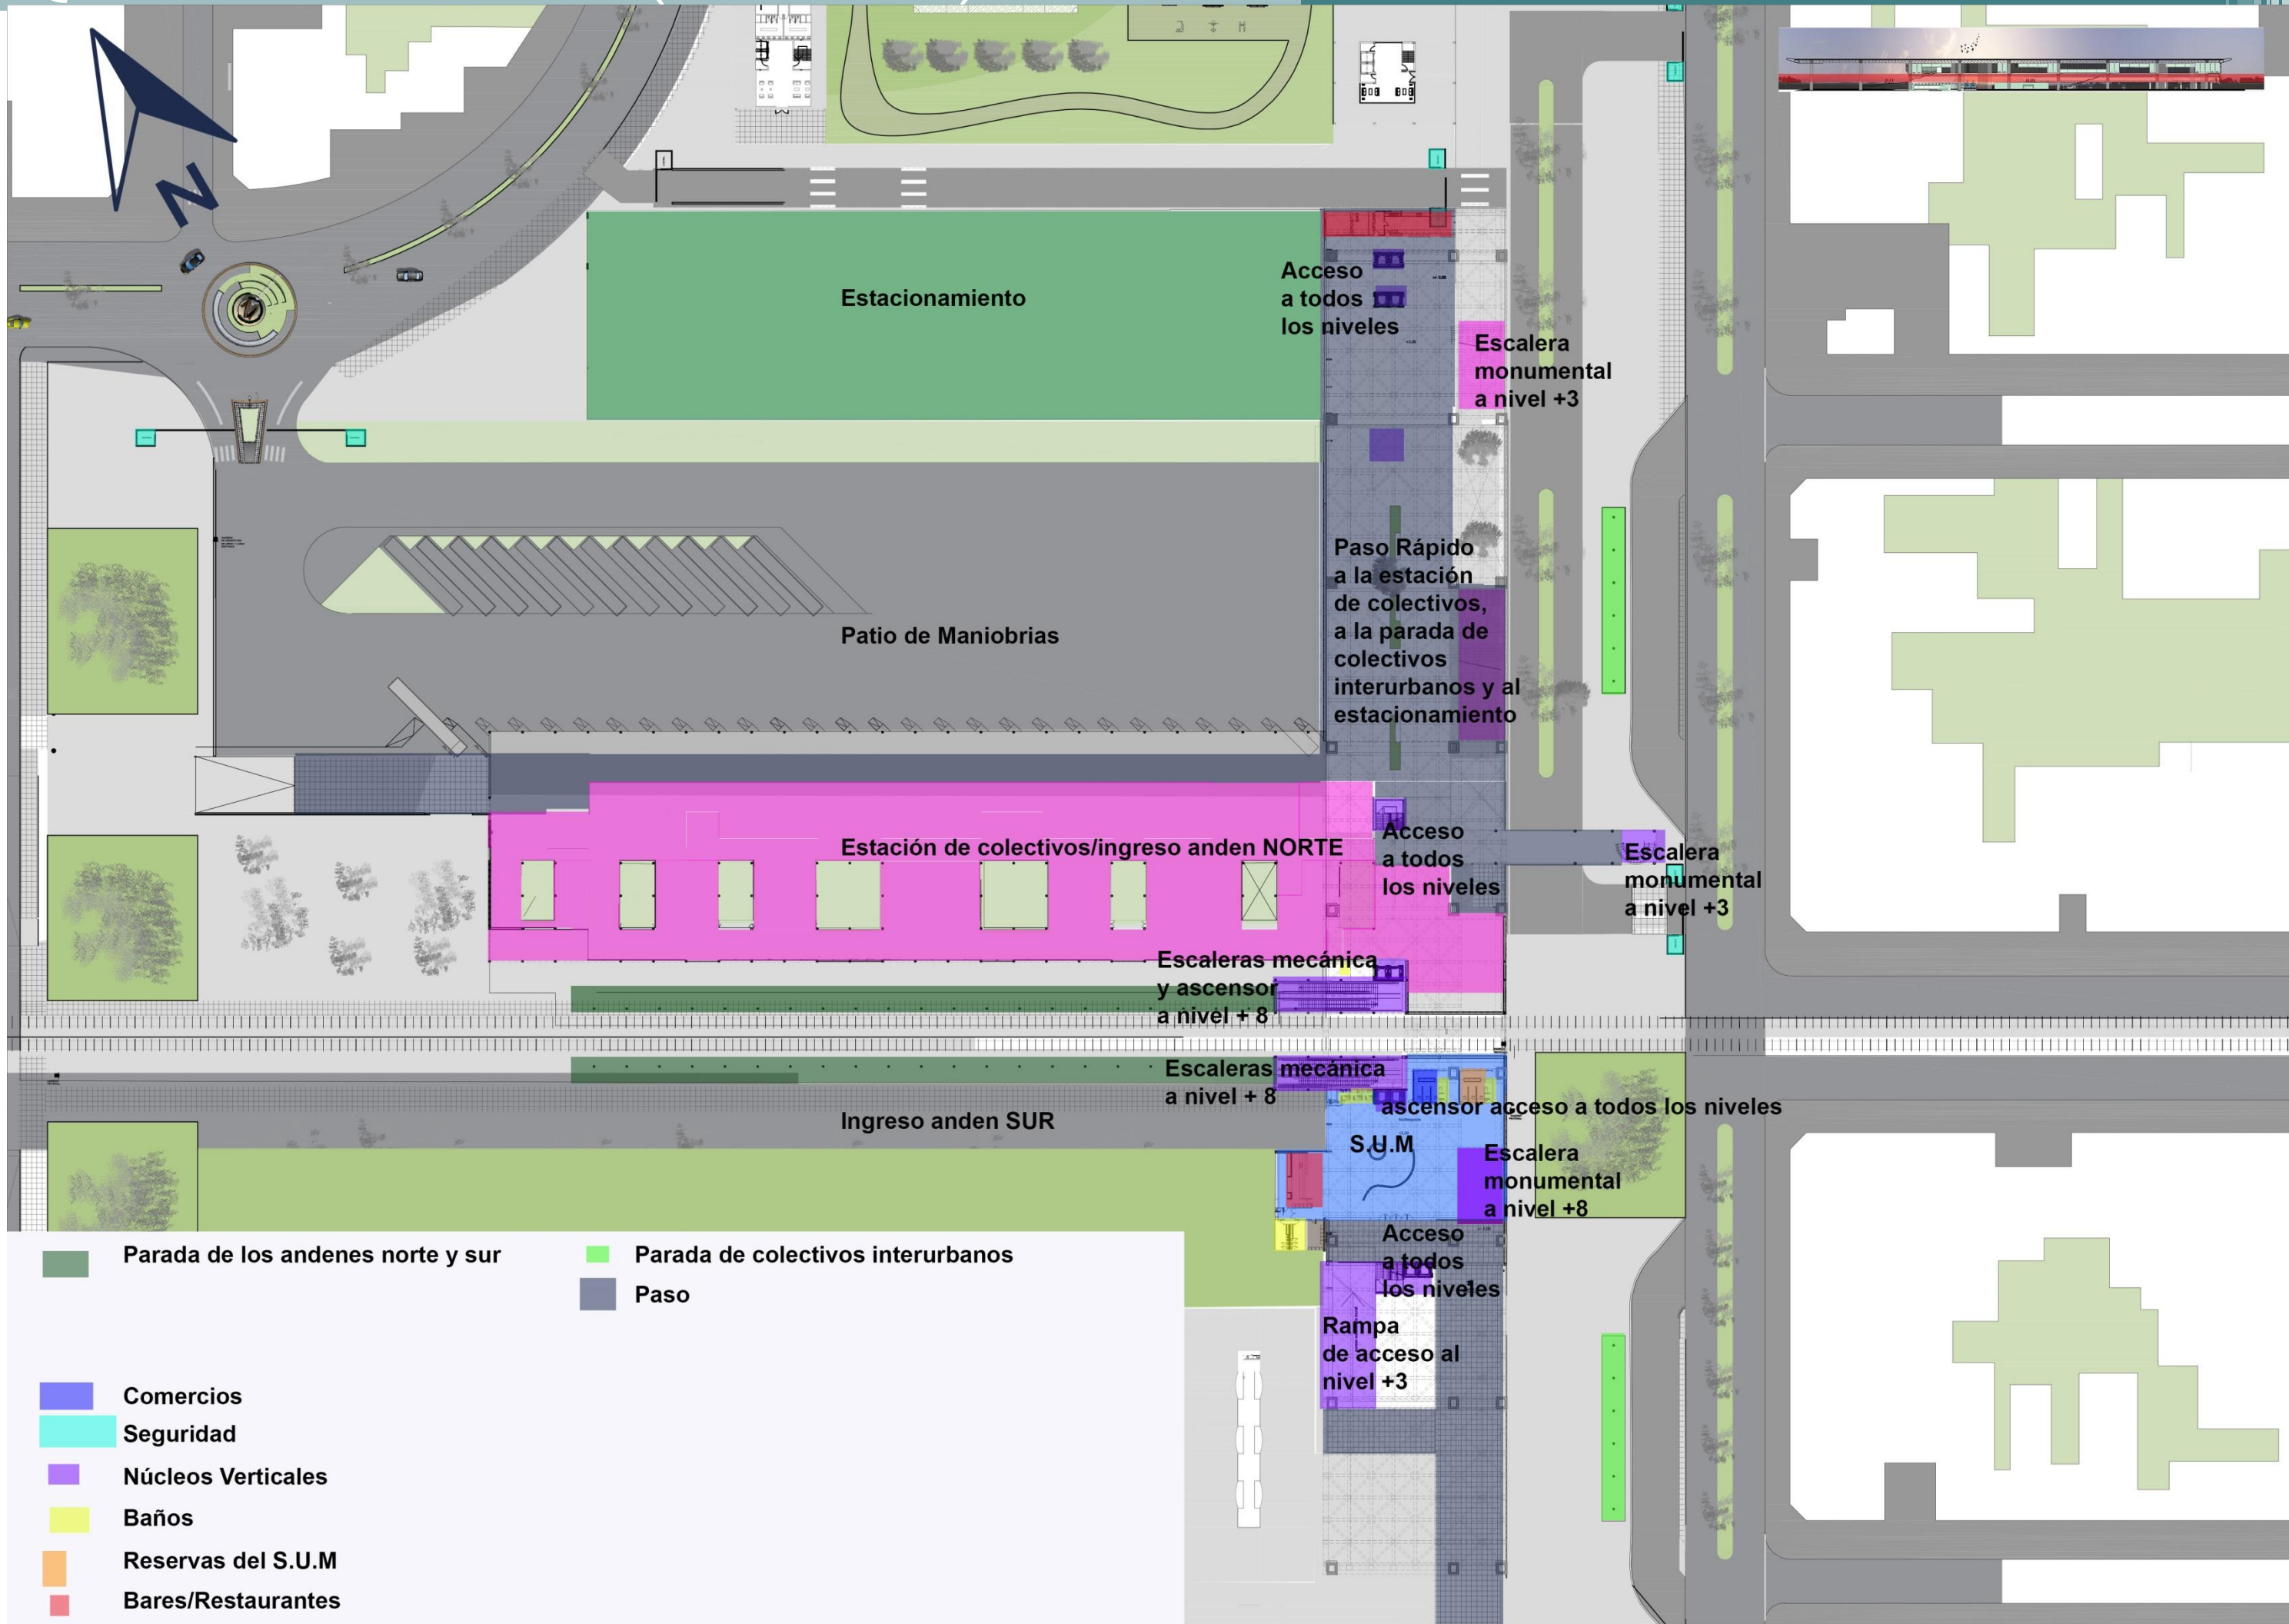 N
Estacionamiento
Acceso
a todos
los niveles
Escalera
monumental
a nivel +3
Paso Rápido
a la estación
de colectivos,
a la parada de
colectivos
interurbanos y al
estacionamiento
Patio de Maniobrias
Estación de colectivos/ingreso anden NORTE
Acceso
a todos
los niveles
Escalera
monumental
a nivel +3
Escaleras mecánica
y ascensor
a nivel + 8
Escaleras mecánica
a nivel + 8
ascensor acceso a todos los niveles
Ingreso anden SUR
S.U.M
Escalera
monumental
a nivel +8
Acceso
a todos
los niveles
Rampa
de acceso al
nivel +3
Parada de los andenes norte y sur
Parada de colectivos interurbanos
Paso
Comercios
Seguridad
Núcleos Verticales
Baños
Reservas del S.U.M
Bares/Restaurantes